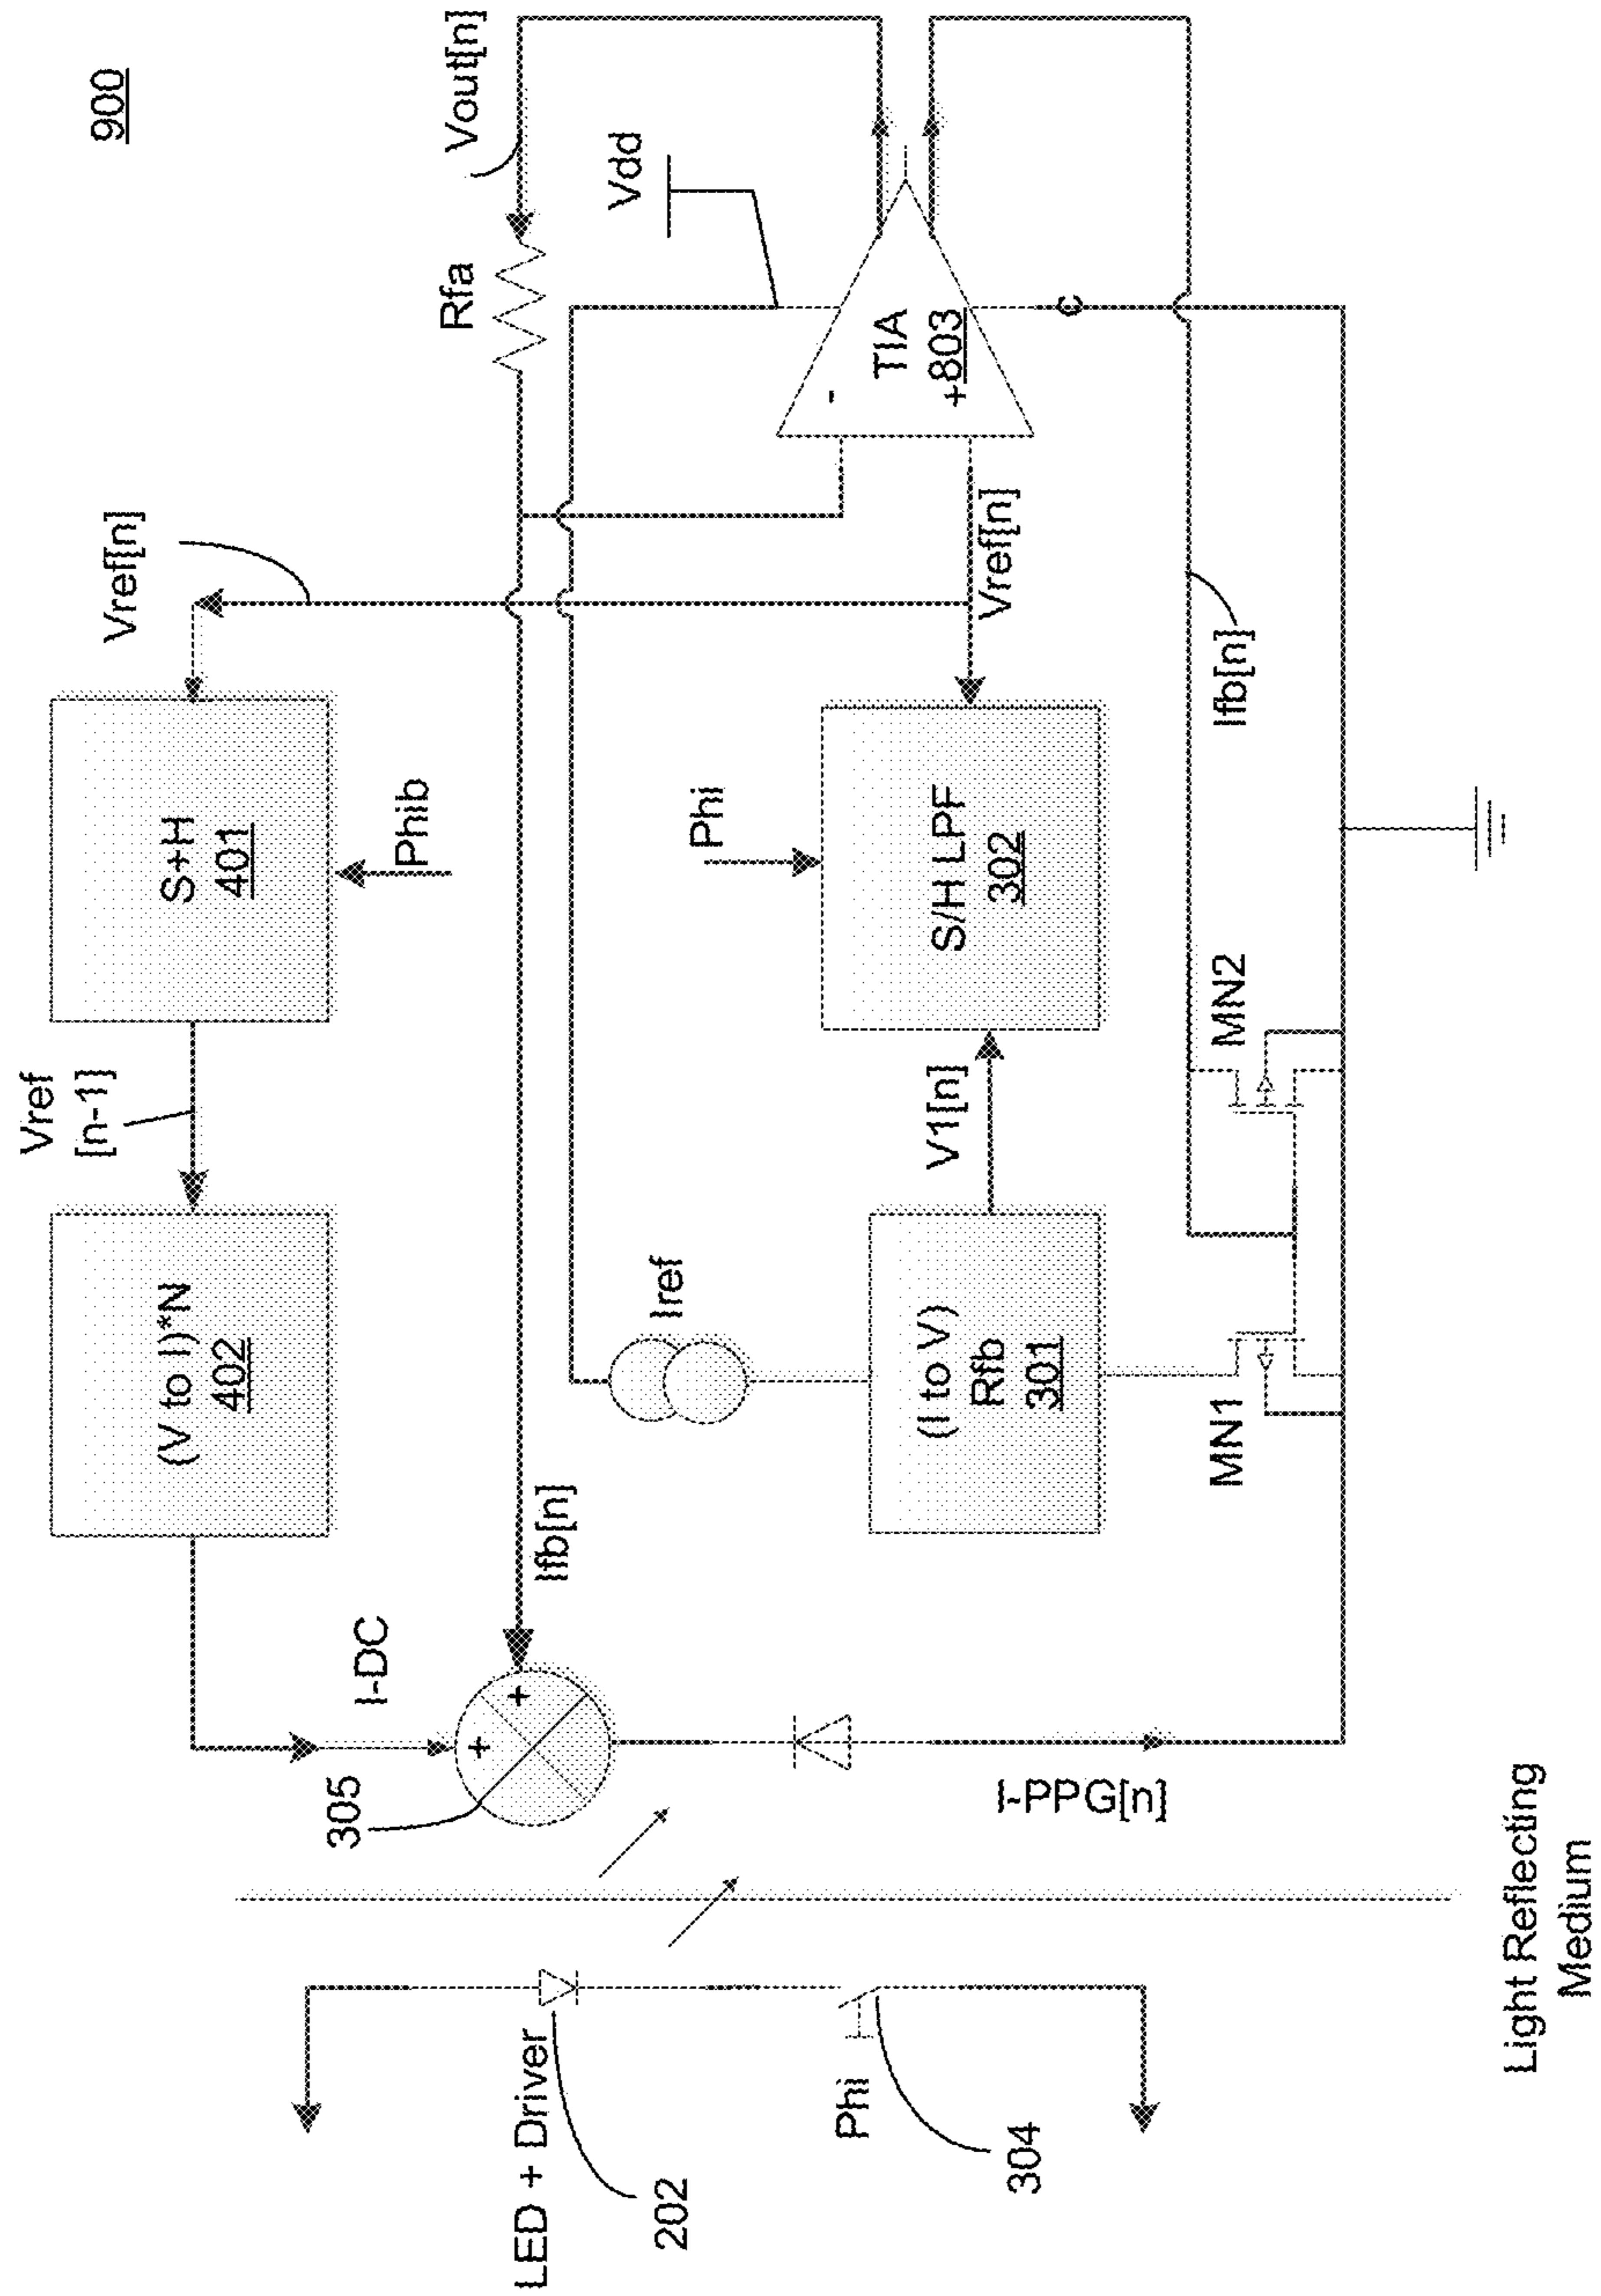 900
LED + Driver
202
Phi
304
Light Reflecting
Medium
305
I-DC
Ifb[n]
I-PPG[n]
(V to I)*N
402
Vref
[n-1]
S+H
401
Phib
Vref[n]
Iref
(I to V)
Rfb
301
V1[n]
Phi
S/H LPF
302
Vref[n]
MN1
MN2
Ifb[n]
Rfa
Vout[n]
Vdd
-
TIA
+803
c
+
+